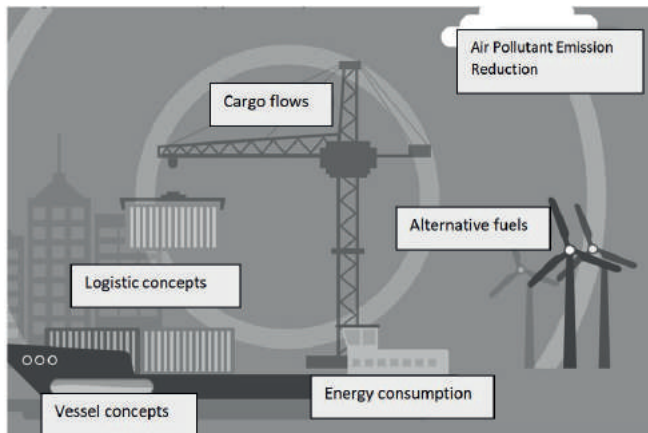 Air Pollutant Emission
Reduction
Cargo flows
Alternative fuels
Logistic concepts
Energy consumption
Vessel concepts